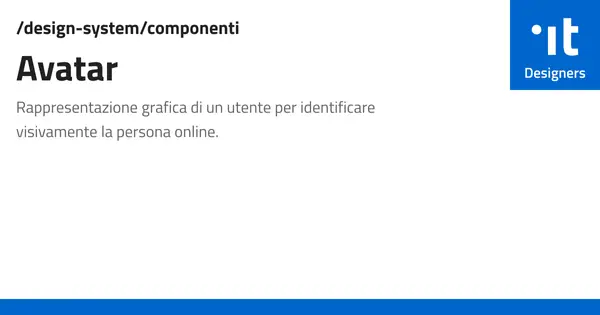 /design-system/componenti
Avatar
Rappresentazione grafica di un utente per identificare
visivamente la persona online.
it
Designers